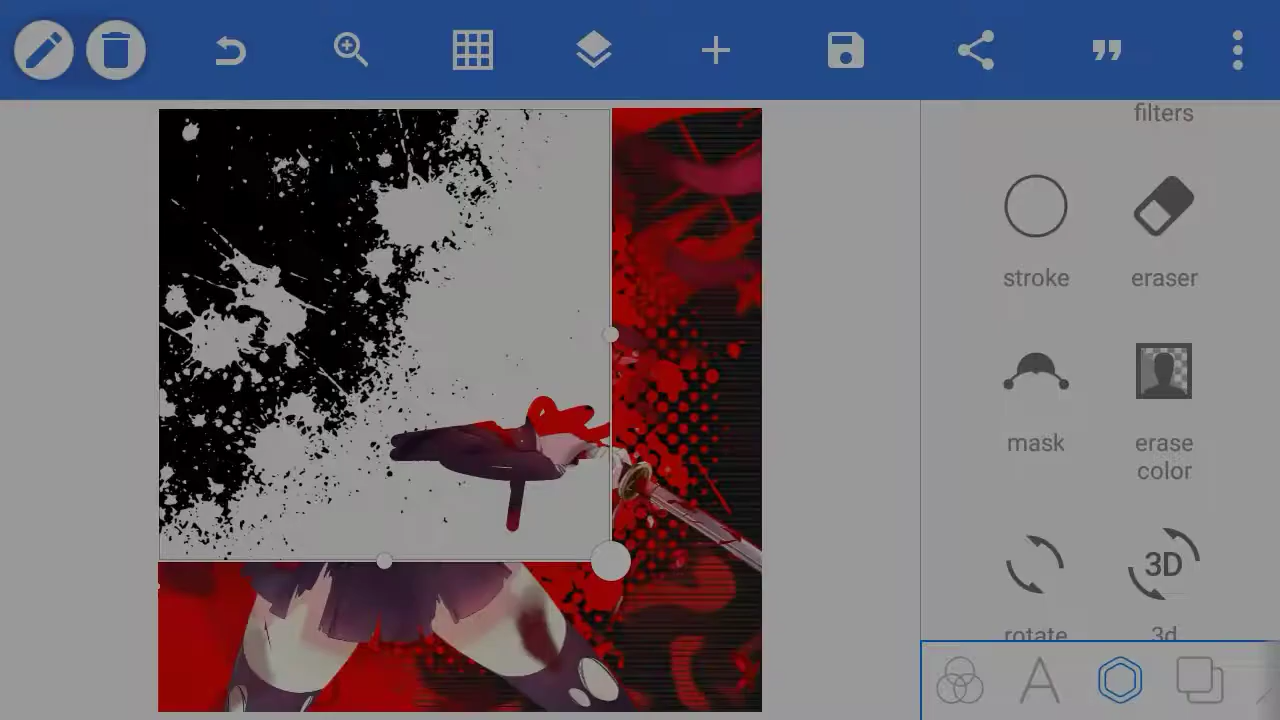 filters
stroke
eraser
mask
erase
color
3D
rotate
3d